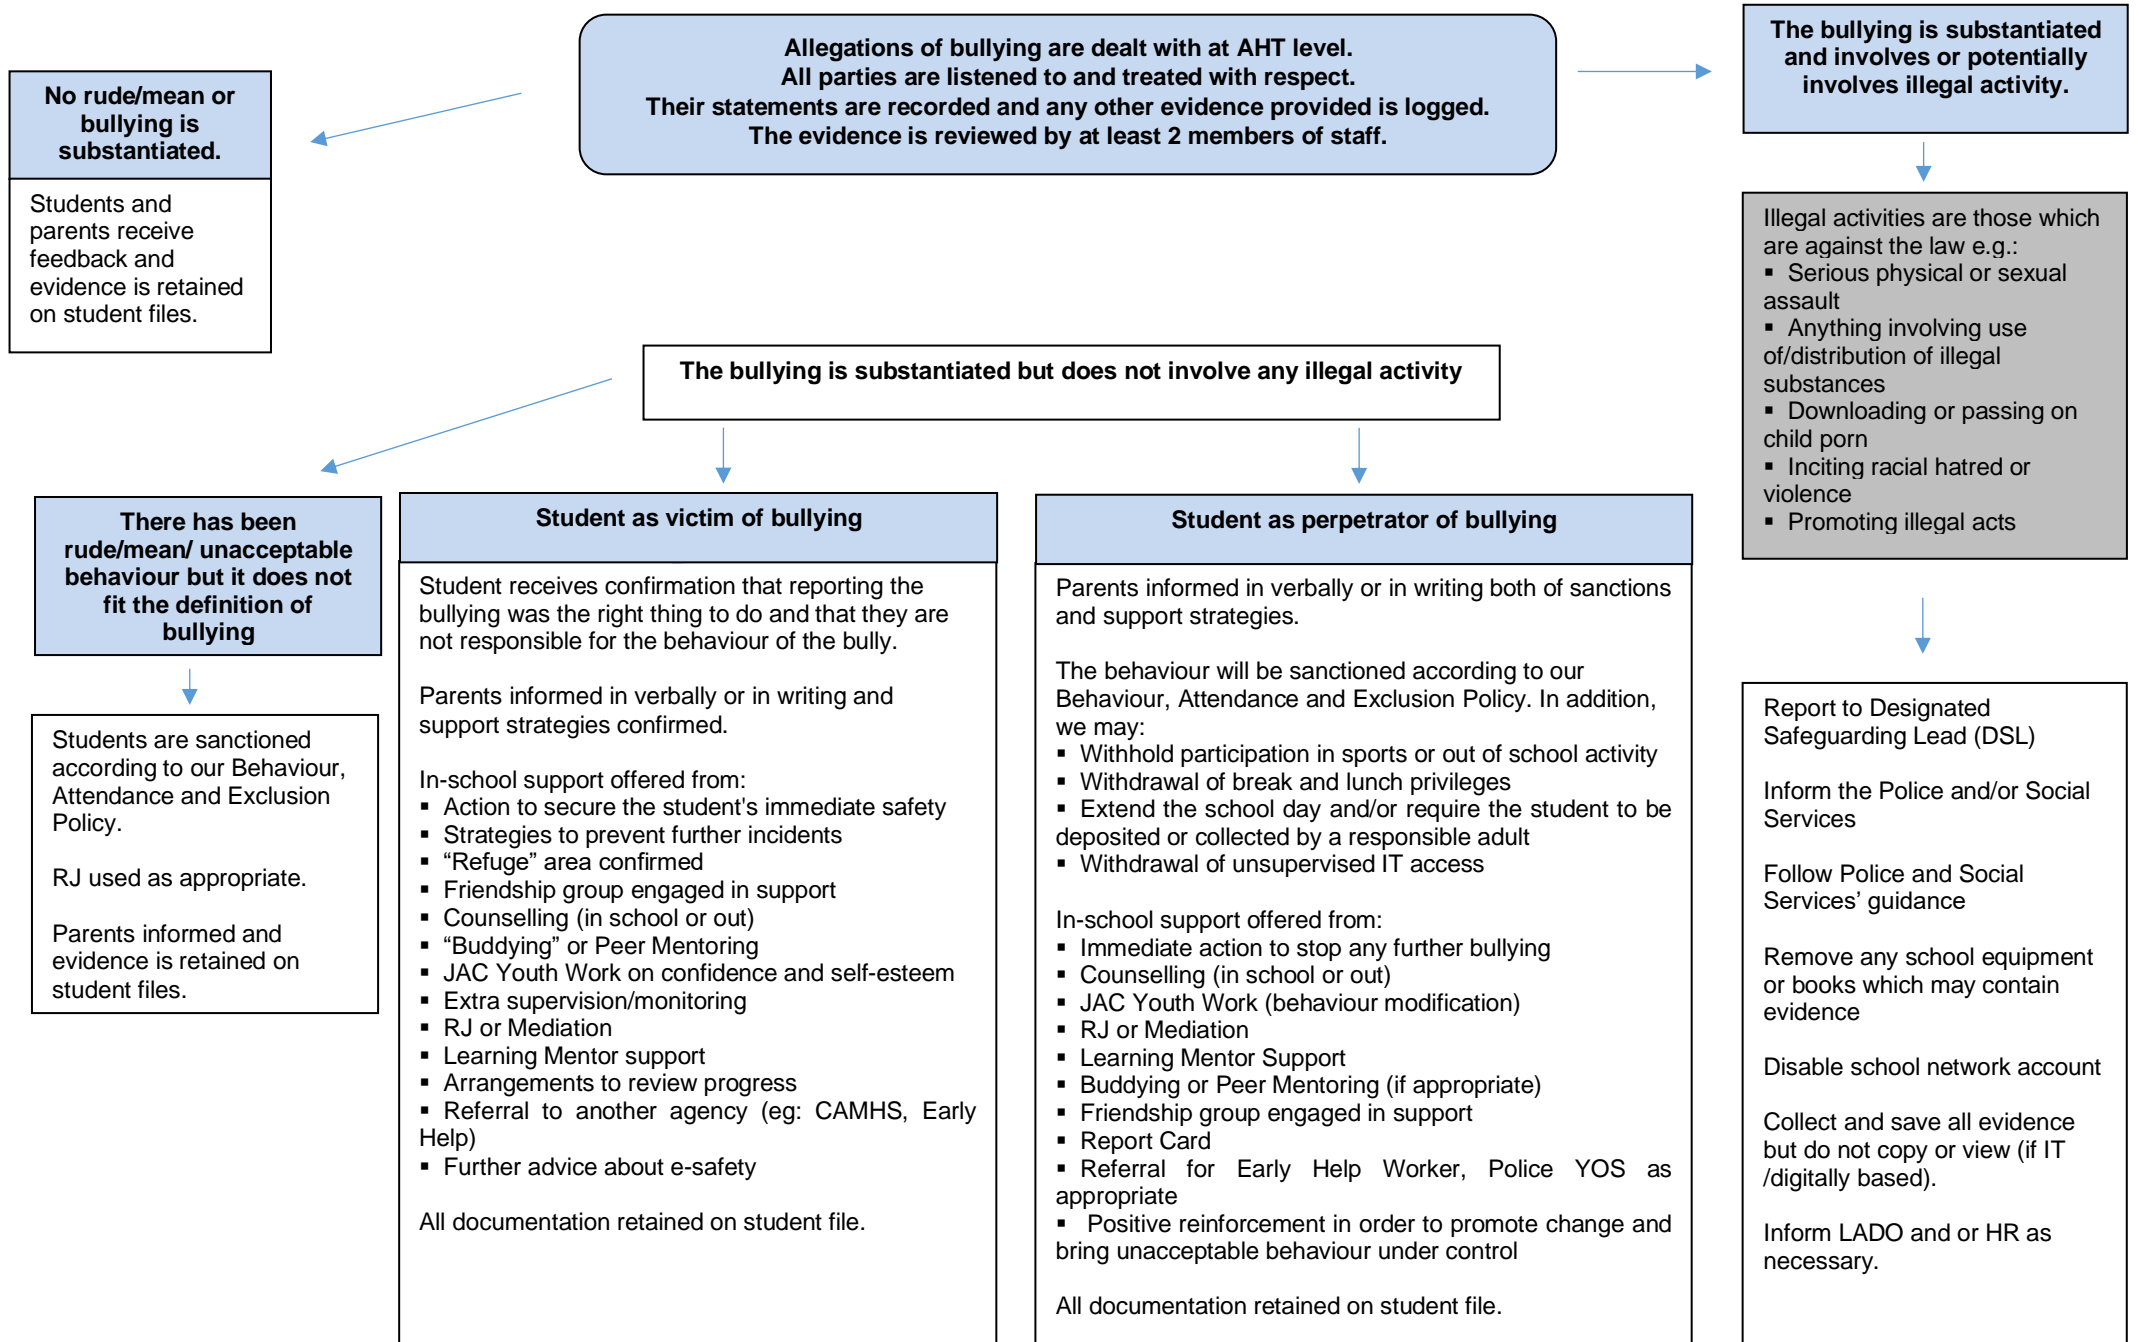 Allegations of bullying are dealt with at AHT level.
All parties are listened to and treated with respect.
Their statements are recorded and any other evidence provided is logged.
The evidence is reviewed by at least 2 members of staff.
No rude/mean or
bullying is
substantiated.
Students and
parents receive
feedback and
evidence is retained
on student files.
The bullying is substantiated
and involves or potentially
involves illegal activity.
Illegal activities are those which
are against the law e.g.:
▪ Serious physical or sexual
assault
▪ Anything involving use
of/distribution of illegal
substances
▪ Downloading or passing on
child porn
▪ Inciting racial hatred or
violence
▪ Promoting illegal acts
Report to Designated
Safeguarding Lead (DSL)
Inform the Police and/or Social
Services
Follow Police and Social
Services’ guidance
Remove any school equipment
or books which may contain
evidence
Disable school network account
Collect and save all evidence
but do not copy or view (if IT
/digitally based).
Inform LADO and or HR as
necessary.
The bullying is substantiated but does not involve any illegal activity
There has been
rude/mean/ unacceptable
behaviour but it does not
fit the definition of
bullying
Students are sanctioned
according to our Behaviour,
Attendance and Exclusion
Policy.
RJ used as appropriate.
Parents informed and
evidence is retained on
student files.
Student as victim of bullying
Student receives confirmation that reporting the
bullying was the right thing to do and that they are
not responsible for the behaviour of the bully.
Parents informed in verbally or in writing and
support strategies confirmed.
In-school support offered from:
▪ Action to secure the student's immediate safety
▪ Strategies to prevent further incidents
▪ “Refuge” area confirmed
▪ Friendship group engaged in support
▪ Counselling (in school or out)
▪ “Buddying” or Peer Mentoring
▪ JAC Youth Work on confidence and self-esteem
▪ Extra supervision/monitoring
▪ RJ or Mediation
▪ Learning Mentor support
▪ Arrangements to review progress
▪ Referral to another agency (eg: CAMHS, Early
Help)
▪ Further advice about e-safety
All documentation retained on student file.
Student as perpetrator of bullying
Parents informed in verbally or in writing both of sanctions
and support strategies.
The behaviour will be sanctioned according to our
Behaviour, Attendance and Exclusion Policy. In addition,
we may:
▪ Withhold participation in sports or out of school activity
▪ Withdrawal of break and lunch privileges
▪ Extend the school day and/or require the student to be
deposited or collected by a responsible adult
▪ Withdrawal of unsupervised IT access
In-school support offered from:
▪ Immediate action to stop any further bullying
▪ Counselling (in school or out)
▪ JAC Youth Work (behaviour modification)
▪ RJ or Mediation
▪ Learning Mentor Support
▪ Buddying or Peer Mentoring (if appropriate)
▪ Friendship group engaged in support
▪ Report Card
▪ Referral for Early Help Worker, Police YOS as
appropriate
▪ Positive reinforcement in order to promote change and
bring unacceptable behaviour under control
All documentation retained on student file.